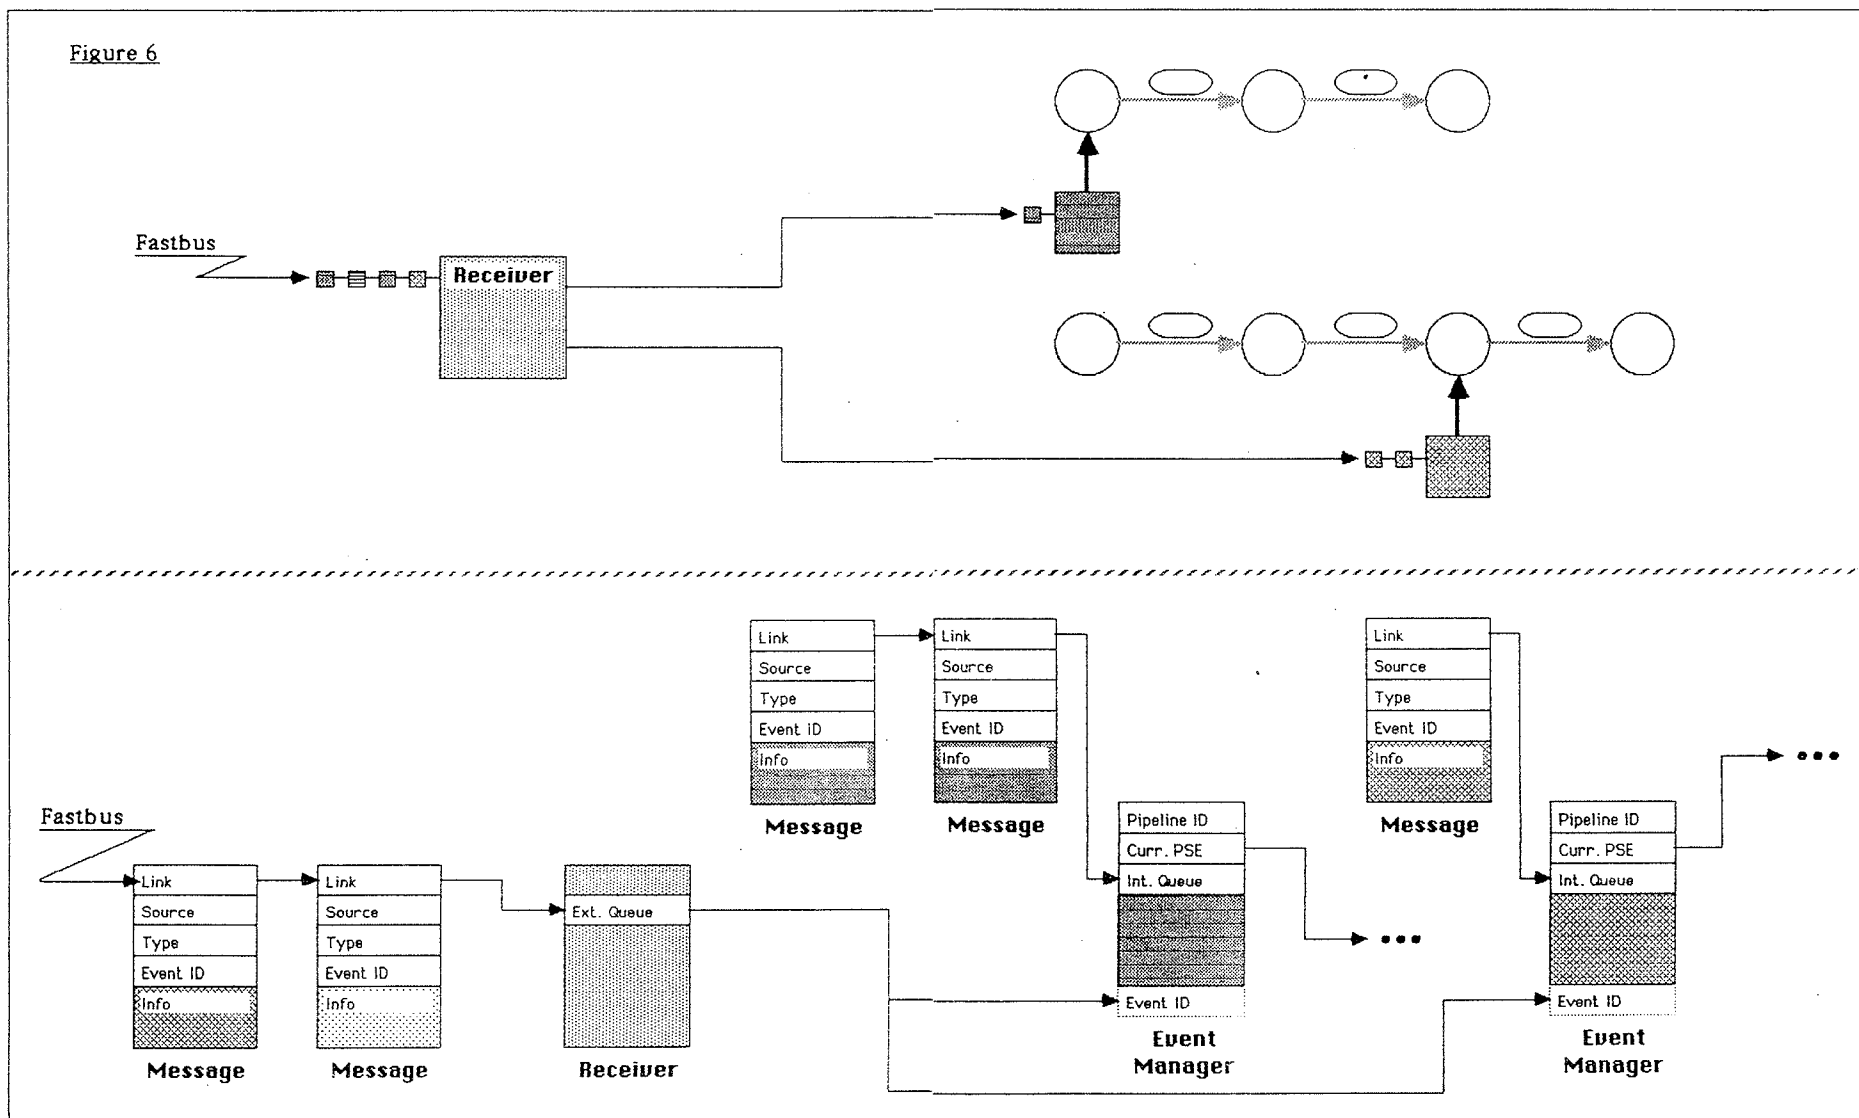 Figure 6
Fastbus
Receiver
Link
Source
Type
Event ID
Info
Message
Link
Source
Type
Event ID
Info
Message
Link
Source
Type
Event ID
Info
Message
Fastbus
Link
Source
Type
Event ID
Info
Message
Link
Source
Type
Event ID
Info
Message
Ext. Queue
Receiver
Pipeline ID
Curr. PSE
Int. Queue
Event ID
Event
Manager
Pipeline ID
Curr. PSE
Int. Queue
Event ID
Event
Manager